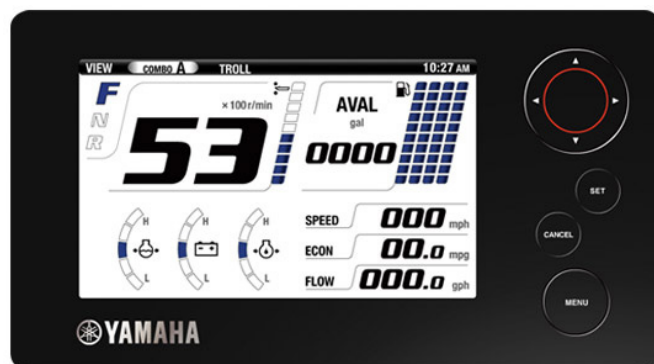 VIEW COMBO A TROLL 10:27 AM
F
N
R
× 100 r/min
53
AVAL
gal
0000
H H H
L L L
SPEED 000 mph
ECON 00.0 mpg
FLOW 000.0 gph
SET
CANCEL
MENU
YAMAHA